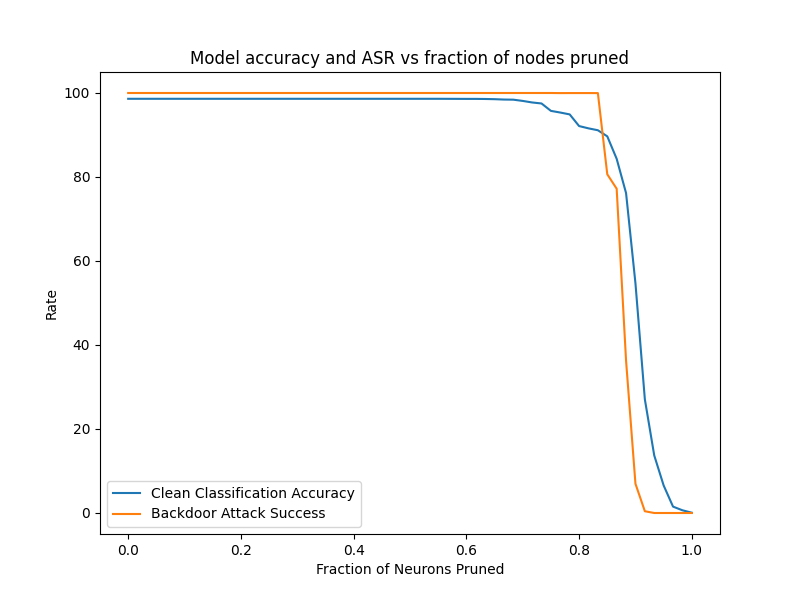 Model accuracy and ASR vs fraction of nodes pruned
100
80
60
40
20
0
Rate
Clean Classification Accuracy
Backdoor Attack Success
0.0 0.2 0.4 0.6 0.8 1.0
Fraction of Neurons Pruned